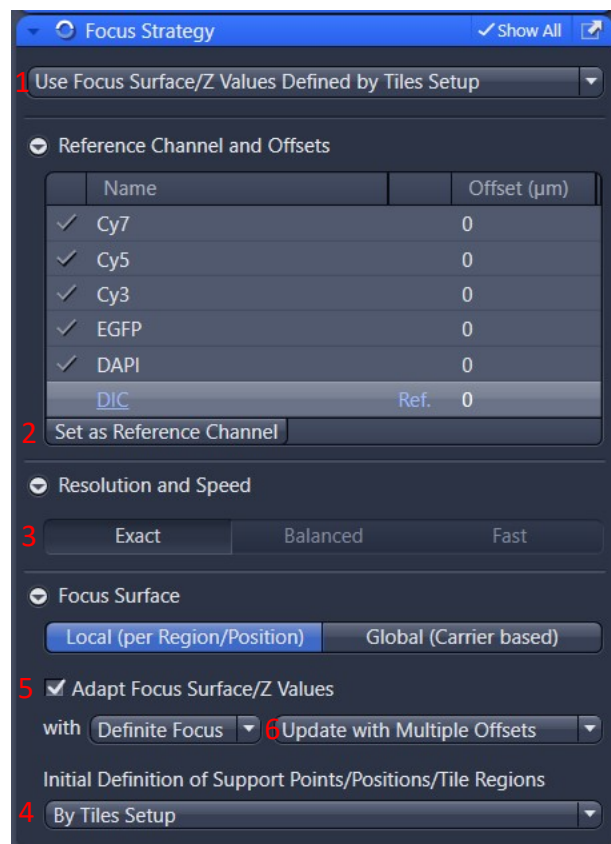 Focus Strategy Show All
1 Use Focus Surface/Z Values Defined by Tiles Setup
Reference Channel and Offsets
Name Offset (µm)
Cy7 0
Cy5 0
Cy3 0
EGFP 0
DAPI 0
DIC Ref. 0
2 Set as Reference Channel
Resolution and Speed
3 Exact Balanced Fast
Focus Surface
Local (per Region/Position) Global (Carrier based)
5 Adapt Focus Surface/Z Values
with Definite Focus 6 Update with Multiple Offsets
Initial Definition of Support Points/Positions/Tile Regions
4 By Tiles Setup